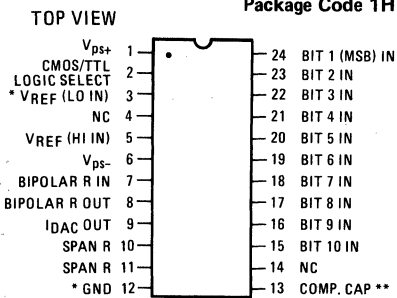 Package Code 1H
TOP VIEW
Vps+ 1
CMOS/TTL
LOGIC SELECT 2
* VREF (LO IN) 3
NC 4
VREF (HI IN) 5
Vps– 6
BIPOLAR R IN 7
BIPOLAR R OUT 8
IDAC OUT 9
SPAN R 10
SPAN R 11
* GND 12
24 BIT 1 (MSB) IN
23 BIT 2 IN
22 BIT 3 IN
21 BIT 4 IN
20 BIT 5 IN
19 BIT 6 IN
18 BIT 7 IN
17 BIT 8 IN
16 BIT 9 IN
15 BIT 10 IN
14 NC
13 COMP. CAP **